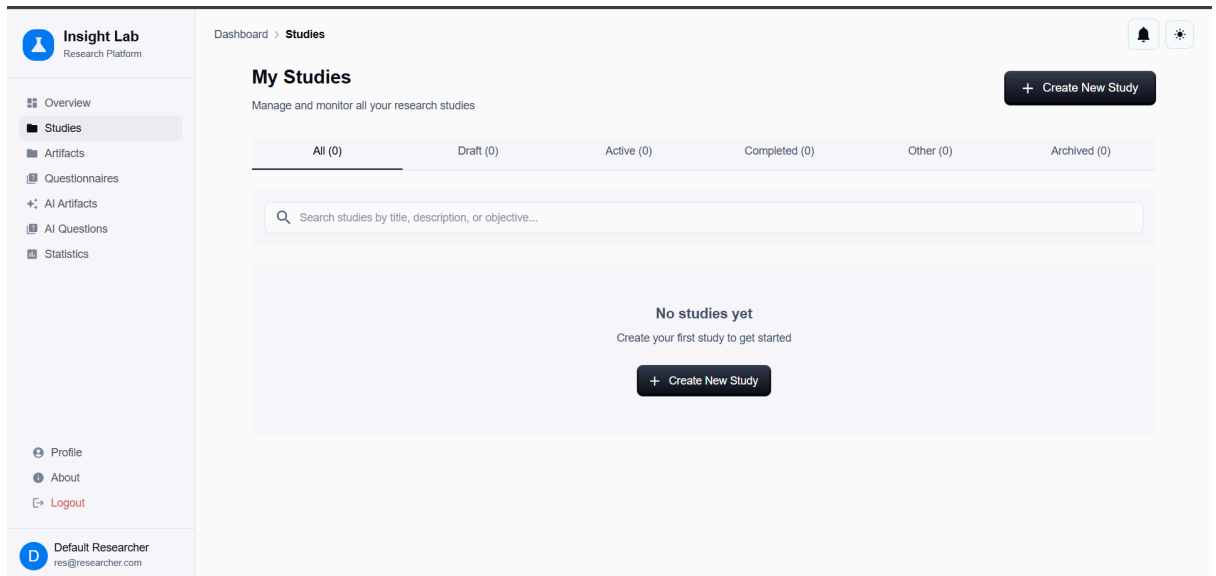 Insight Lab
Research Platform
Overview
Studies
Artifacts
Questionnaires
AI Artifacts
AI Questions
Statistics
Profile
About
Logout
D
Default Researcher
res@researcher.com
Dashboard > Studies
My Studies
Manage and monitor all your research studies
+ Create New Study
All (0) Draft (0) Active (0) Completed (0) Other (0) Archived (0)
Search studies by title, description, or objective...
No studies yet
Create your first study to get started
+ Create New Study